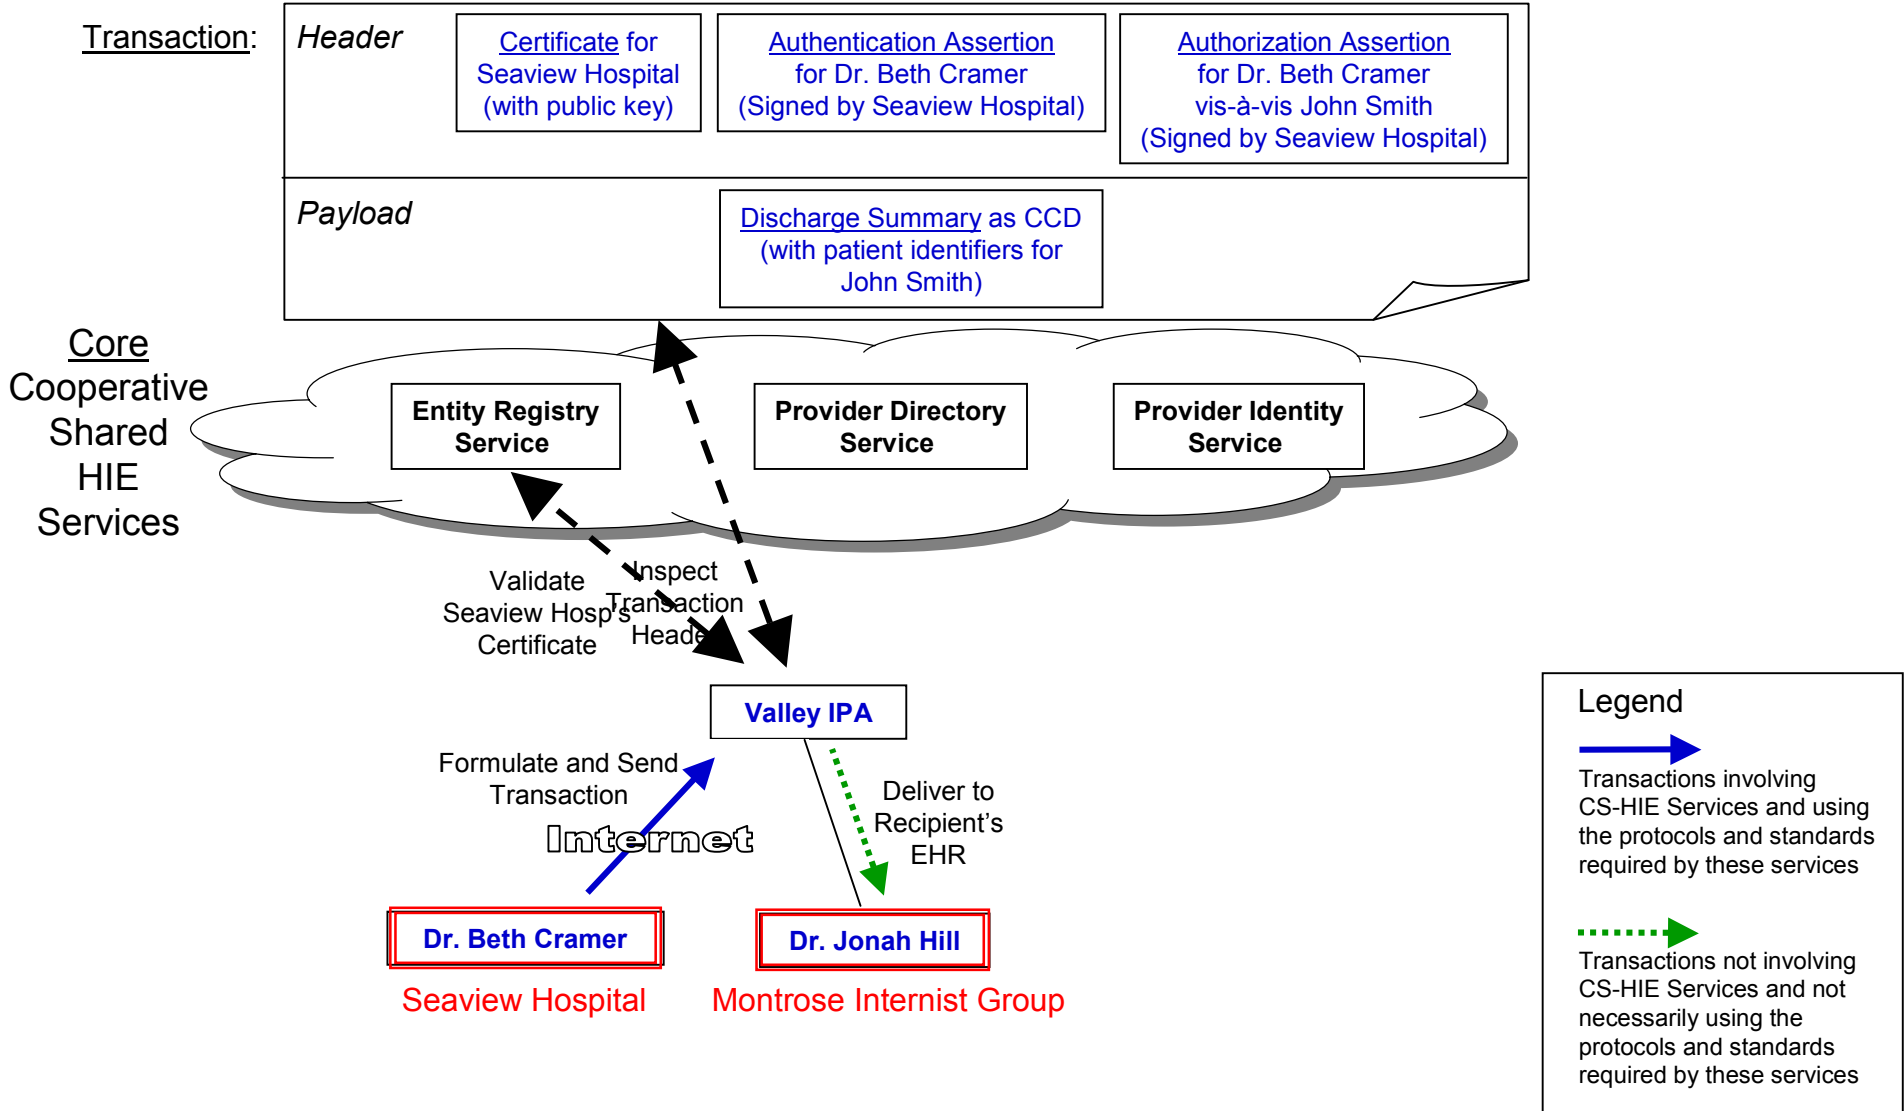 Transaction:
Header
Certificate for
Seaview Hospital
(with public key)
Authentication Assertion
for Dr. Beth Cramer
(Signed by Seaview Hospital)
Authorization Assertion
for Dr. Beth Cramer
vis-à-vis John Smith
(Signed by Seaview Hospital)
Payload
Discharge Summary as CCD
(with patient identifiers for
John Smith)
Core
Cooperative
Shared
HIE
Services
Entity Registry
Service
Provider Directory
Service
Provider Identity
Service
Validate
Seaview Hosp's
Certificate
Inspect
Transaction
Header
Valley IPA
Formulate and Send
Transaction
Internet
Deliver to
Recipient's
EHR
Dr. Beth Cramer
Seaview Hospital
Dr. Jonah Hill
Montrose Internist Group
Legend
Transactions involving
CS-HIE Services and using
the protocols and standards
required by these services
Transactions not involving
CS-HIE Services and not
necessarily using the
protocols and standards
required by these services